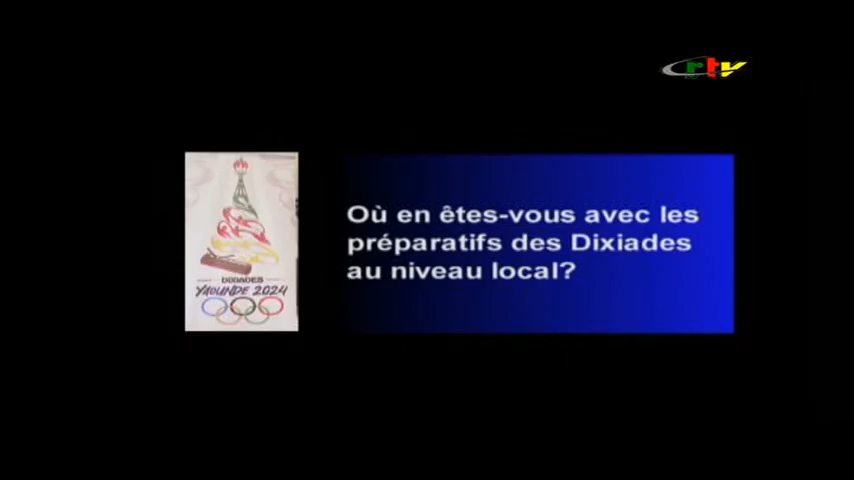 crtv
Où en êtes-vous avec les
préparatifs des Dixiades
au niveau local?
DIXIADES
YAOUNDE 2024